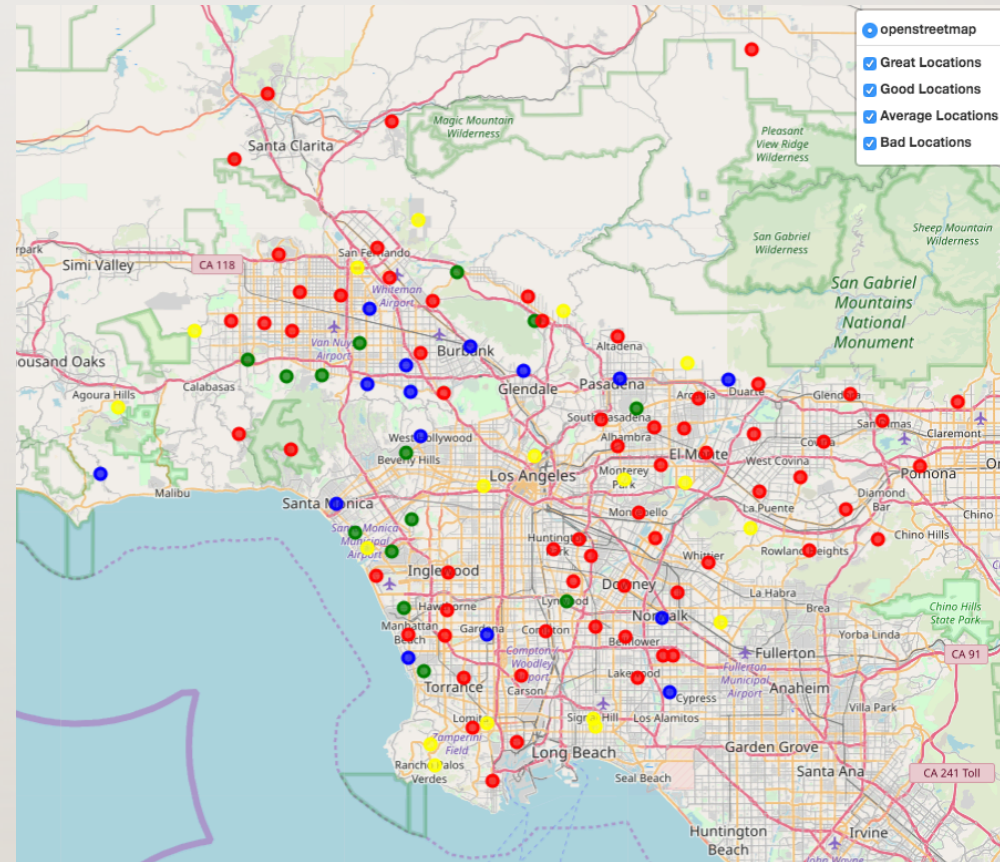 openstreetmap
Great Locations
Good Locations
Average Locations
Bad Locations
Magic Mountain
Wilderness
Pleasant
View Ridge
Wilderness
Santa Clarita
San Gabriel
Wilderness
Sheep Mountain
Wilderness
rpark
Simi Valley
CA 118
San Fernando
Whiteman
Airport
San Gabriel
Mountains
National
Monument
Van Nuys
Airport
Burbank
Altadena
ousand Oaks
Calabasas
Agoura Hills
Glendale
Pasadena
Duarte
Glendora
Arcadia
South Pasadena
San Dimas
Claremont
West Hollywood
Beverly Hills
Alhambra
El Monte
Covina
West Covina
Los Angeles
Monterey
Park
Pomona
On
Malibu
Santa Monica
La Puente
Diamond
Bar
Chino
Montebello
Santa Monica
Municipal
Airport
Huntington
Park
Whittier
Rowland Heights
Chino Hills
Inglewood
Downey
La Habra
Brea
Chino Hills
State Park
Lynwood
Hawthorne
Norwalk
Manhattan
Beach
Gardena
Compton
Bellflower
Yorba Linda
CA 91
Compton
Woodley
Airport
Fullerton
Fullerton
Municipal
Airport
Torrance
Carson
Lakewood
Cypress
Anaheim
Villa Park
Lomita
Signal Hill
Los Alamitos
Zamperini
Field
Long Beach
Garden Grove
Rancho Palos
Verdes
Seal Beach
Santa Ana
CA 241 Toll
Huntington
Beach
Irvine
John Wayne